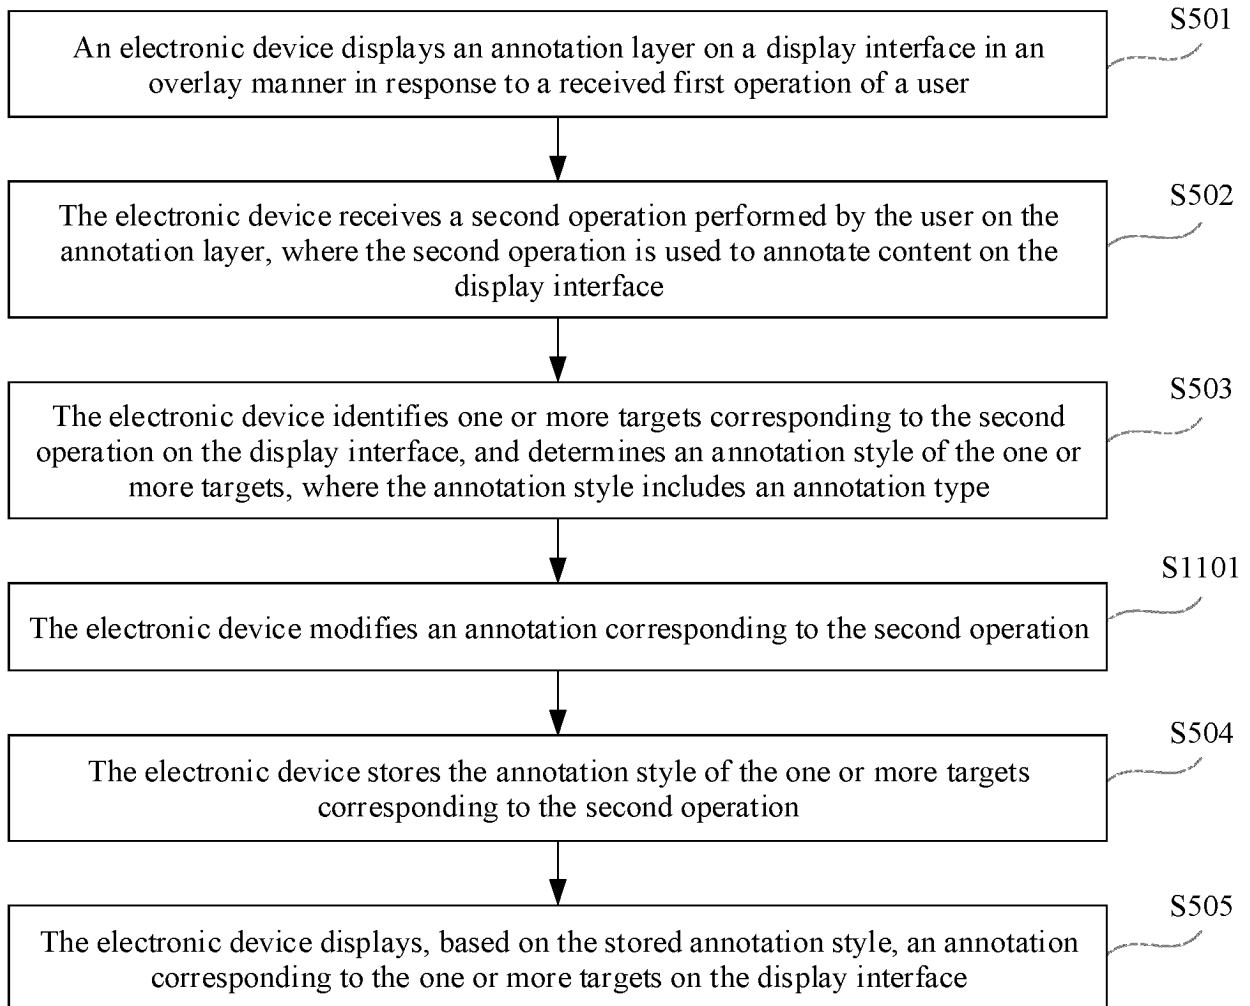 S501
An electronic device displays an annotation layer on a display interface in an
overlay manner in response to a received first operation of a user
S502
The electronic device receives a second operation performed by the user on the
annotation layer, where the second operation is used to annotate content on the
display interface
S503
The electronic device identifies one or more targets corresponding to the second
operation on the display interface, and determines an annotation style of the one or
more targets, where the annotation style includes an annotation type
S1101
The electronic device modifies an annotation corresponding to the second operation
S504
The electronic device stores the annotation style of the one or more targets
corresponding to the second operation
S505
The electronic device displays, based on the stored annotation style, an annotation
corresponding to the one or more targets on the display interface